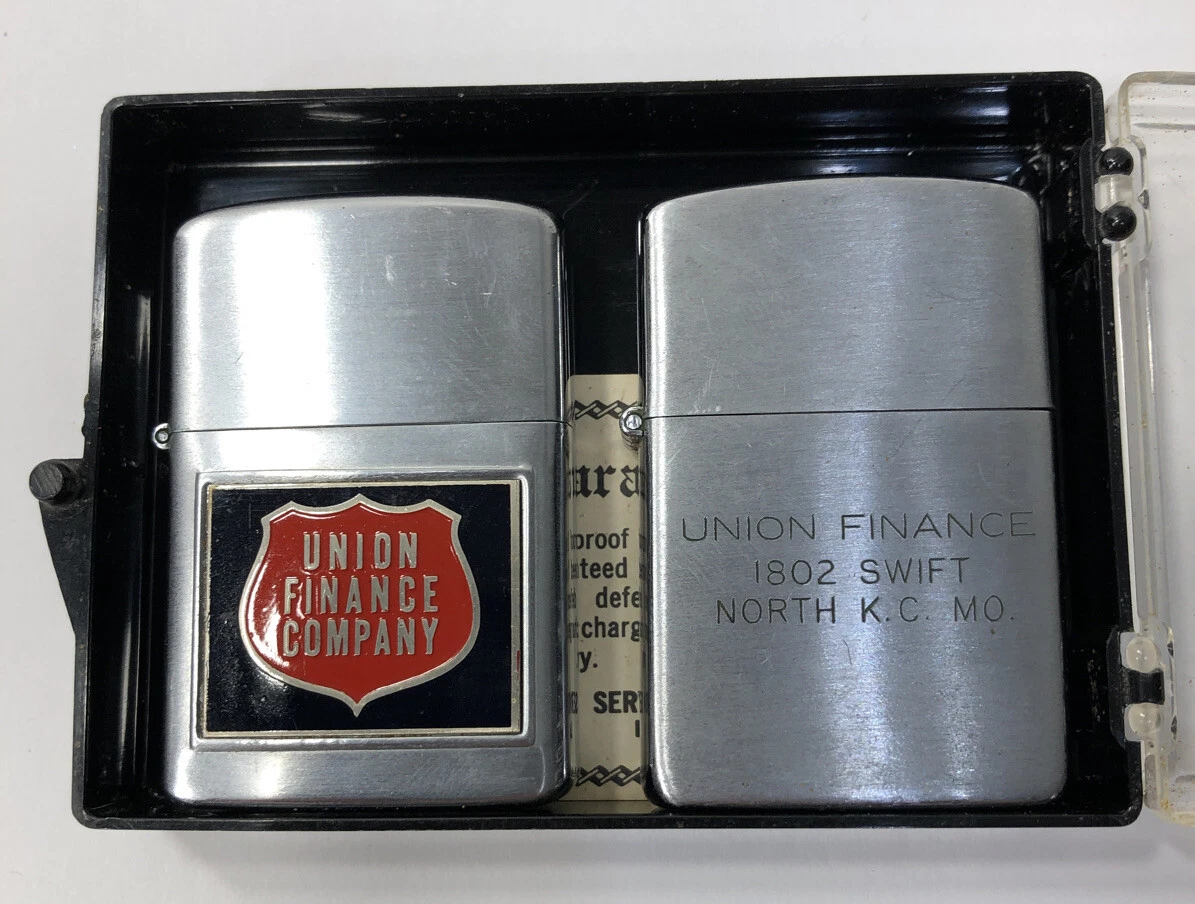 UNION
FINANCE
COMPANY
UNION FINANCE
1802 SWIFT
NORTH K.C. MO.